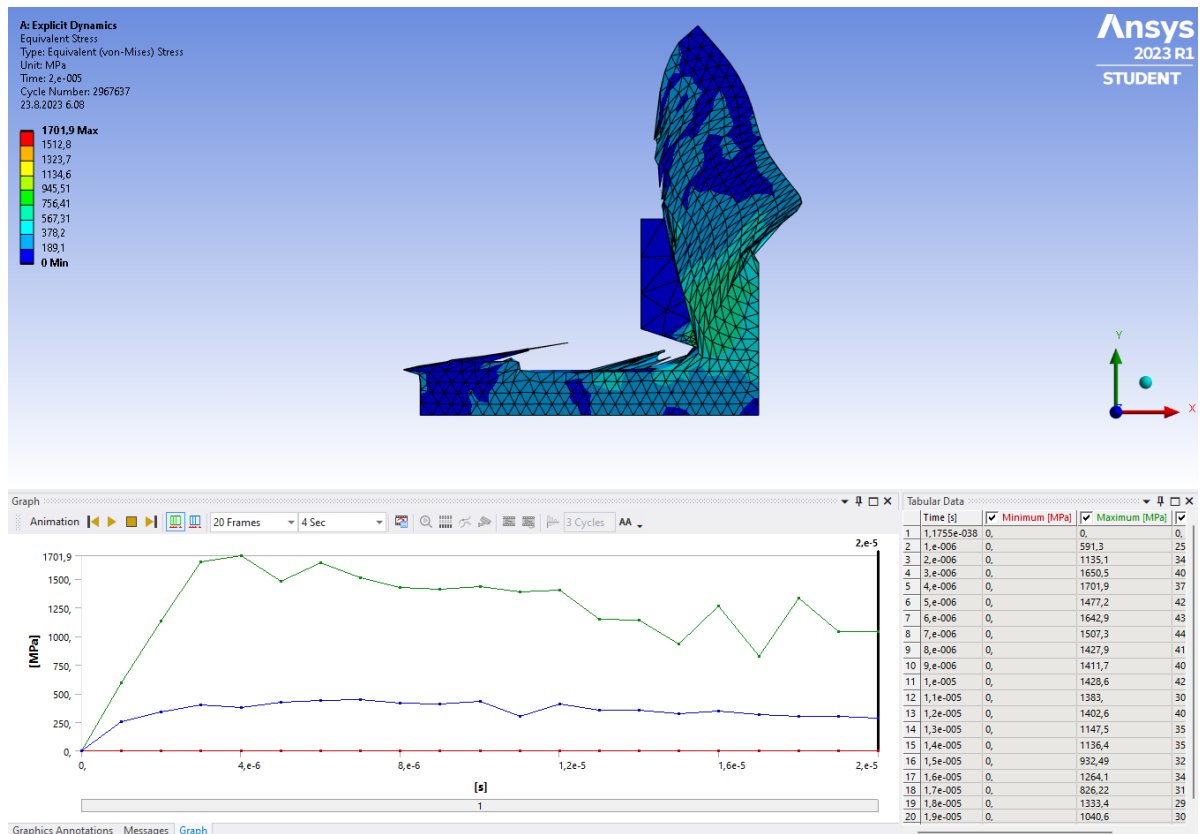 A: Explicit Dynamics
Equivalent Stress
Type: Equivalent (von-Mises) Stress
Unit: MPa
Time: 2,e-005
Cycle Number: 2967637
23.8.2023 6.08
1701,9 Max
1512,8
1323,7
1134,6
945,51
756,41
567,31
378,2
189,1
0 Min
Ansys
2023 R1
STUDENT
Y
X
Graph
Animation 20 Frames 4 Sec 3 Cycles AA
2,e-5
1701,9
1500,
1250,
1000,
750,
500,
250,
0,
[MPa]
0, 4,e-6 8,e-6 1,2e-5 1,6e-5 2,e-5
[s]
1
Graphics Annotations Messages Graph
Tabular Data
Time [s] Minimum [MPa] Maximum [MPa]
1 1,1755e-038 0, 0, 0,
2 1,e-006 0, 591,3 25
3 2,e-006 0, 1135,1 34
4 3,e-006 0, 1650,5 40
5 4,e-006 0, 1701,9 37
6 5,e-006 0, 1477,2 42
7 6,e-006 0, 1642,9 43
8 7,e-006 0, 1507,3 44
9 8,e-006 0, 1427,9 41
10 9,e-006 0, 1411,7 40
11 1,e-005 0, 1428,6 42
12 1,1e-005 0, 1383, 30
13 1,2e-005 0, 1402,6 40
14 1,3e-005 0, 1147,5 35
15 1,4e-005 0, 1136,4 35
16 1,5e-005 0, 932,49 32
17 1,6e-005 0, 1264,1 34
18 1,7e-005 0, 826,22 31
19 1,8e-005 0, 1333,4 29
20 1,9e-005 0, 1040,6 30